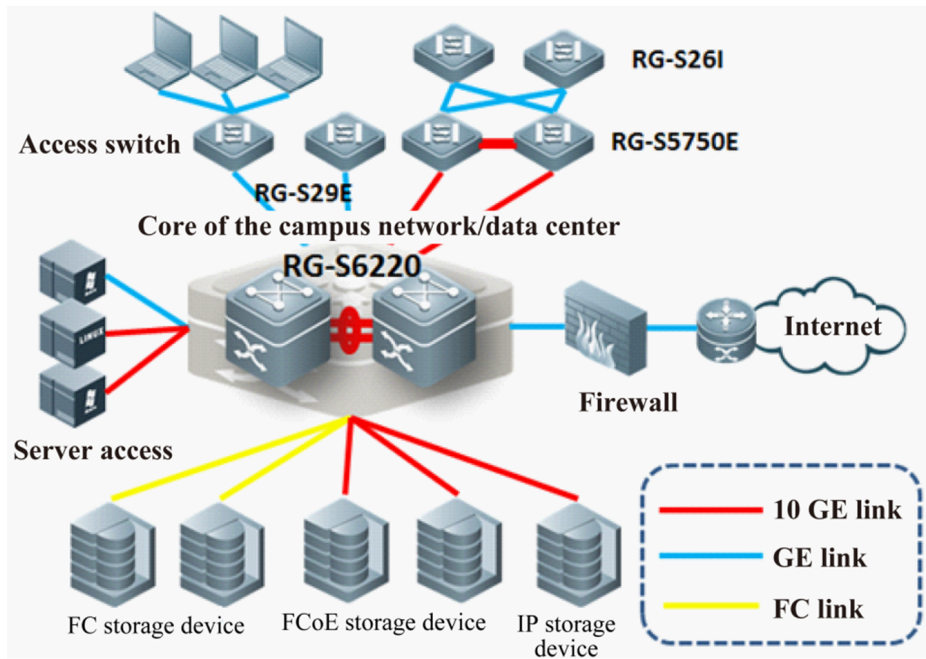 RG-S26I
Access switch
RG-S5750E
RG-S29E
Core of the campus network/data center
RG-S6220
LINUX
Internet
Firewall
Server access
10 GE link
GE link
FC link
FC storage device
FCoE storage device
IP storage
device